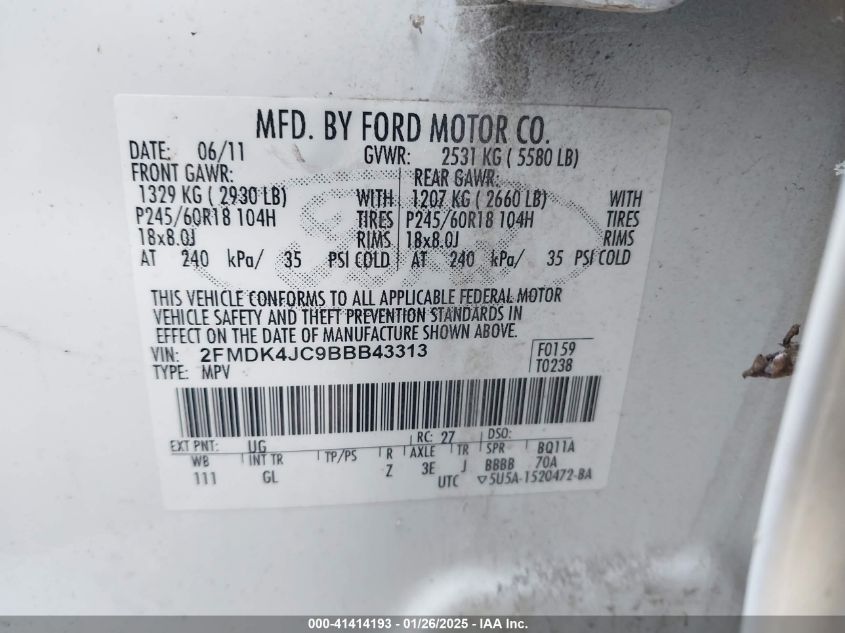 MFD. BY FORD MOTOR CO.
DATE: 06/11 GVWR: 2531 KG ( 5580 LB)
FRONT GAWR: REAR GAWR:
1329 KG ( 2930 LB) WITH 1207 KG ( 2660 LB) WITH
P245/60R18 104H TIRES P245/60R18 104H TIRES
18x8.0J RIMS 18x8.0J RIMS
AT 240 kPa/ 35 PSI COLD AT 240 kPa/ 35 PSI COLD
THIS VEHICLE CONFORMS TO ALL APPLICABLE FEDERAL MOTOR
VEHICLE SAFETY AND THEFT PREVENTION STANDARDS IN
EFFECT ON THE DATE OF MANUFACTURE SHOWN ABOVE.
VIN: 2FMDK4JC9BBB43313 F0159
TYPE: MPV T0238
EXT PNT: UG RC: 27 DSO:
WB INT TR TP/PS R AXLE TR SPR BQ11A
111 GL Z 3E J BBBB 70A
UTC ▽5U5A-1520472-BA
000-41414193 - 01/26/2025 - IAA Inc.